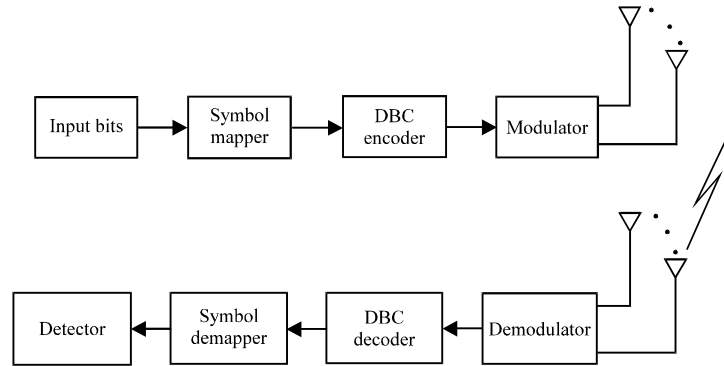 Input bits
Symbol
mapper
DBC
encoder
Modulator
Detector
Symbol
demapper
DBC
decoder
Demodulator